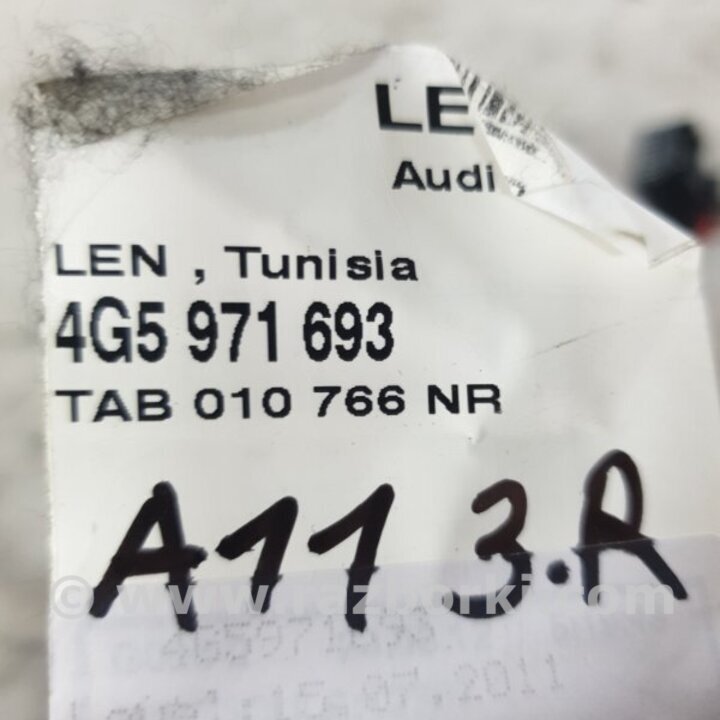 LE
Audi
LEN , Tunisia
4G5 971 693
TAB 010 766 NR
A11 3.R
© www.razborki.com
4G5971693
15.07.2011